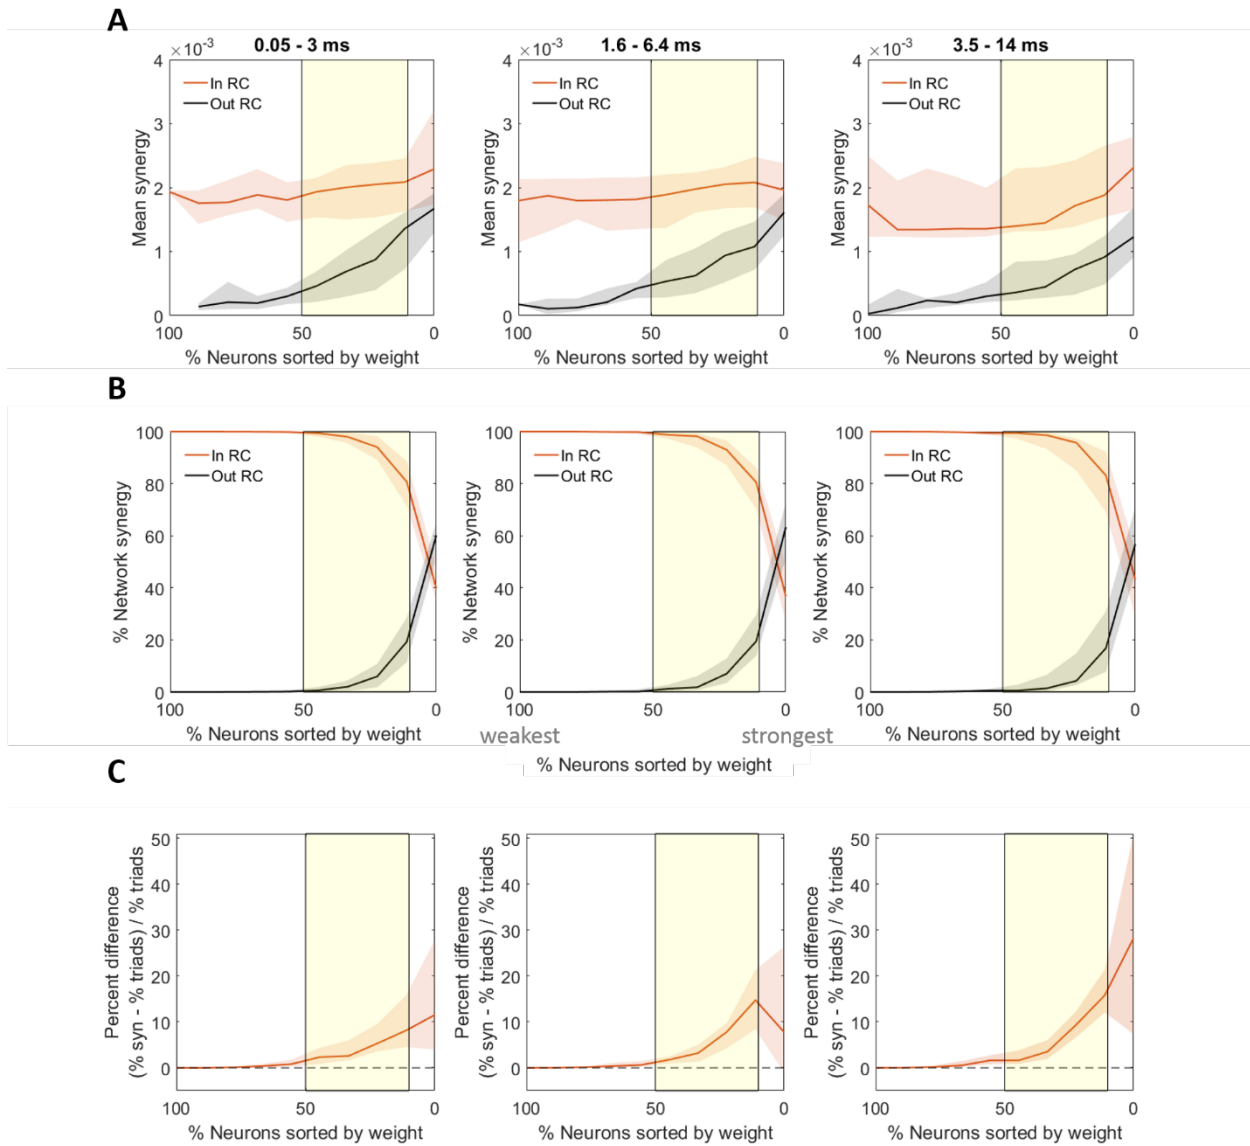 A
×10⁻³ 0.05 - 3 ms
4
In RC
Out RC
3
2
1
0
Mean synergy
100 50 0
% Neurons sorted by weight
×10⁻³ 1.6 - 6.4 ms
4
In RC
Out RC
3
2
1
0
Mean synergy
100 50 0
% Neurons sorted by weight
×10⁻³ 3.5 - 14 ms
4
In RC
Out RC
3
2
1
0
Mean synergy
100 50 0
% Neurons sorted by weight
B
100
In RC
Out RC
80
60
40
20
0
% Network synergy
100 50 0
% Neurons sorted by weight
100
In RC
Out RC
80
60
40
20
0
% Network synergy
100 50 0
% Neurons sorted by weight
weakest strongest
% Neurons sorted by weight
100
In RC
Out RC
80
60
40
20
0
% Network synergy
100 50 0
% Neurons sorted by weight
C
50
40
30
20
10
0
Percent difference
(% syn - % triads) / % triads
100 50 0
% Neurons sorted by weight
50
40
30
20
10
0
Percent difference
(% syn - % triads) / % triads
100 50 0
% Neurons sorted by weight
50
40
30
20
10
0
Percent difference
(% syn - % triads) / % triads
100 50 0
% Neurons sorted by weight